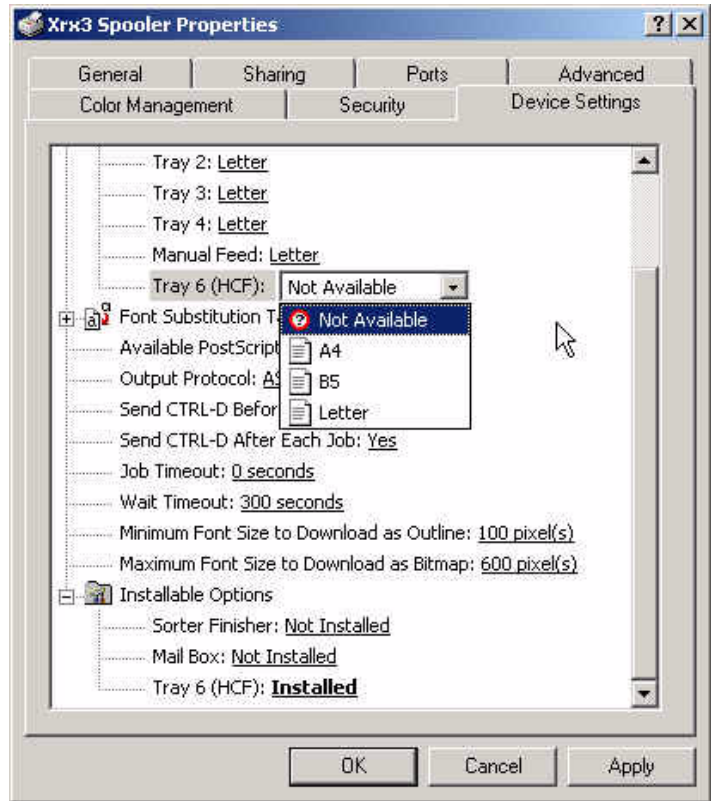 Xrx3 Spooler Properties
General Sharing Ports Advanced
Color Management Security Device Settings
Tray 2: Letter
Tray 3: Letter
Tray 4: Letter
Manual Feed: Letter
Tray 6 (HCF): Not Available
Font Substitution T
Not Available
Available PostScript
A4
Output Protocol: AS
B5
Send CTRL-D Befor
Letter
Send CTRL-D After Each Job: Yes
Job Timeout: 0 seconds
Wait Timeout: 300 seconds
Minimum Font Size to Download as Outline: 100 pixel(s)
Maximum Font Size to Download as Bitmap: 600 pixel(s)
Installable Options
Sorter Finisher: Not Installed
Mail Box: Not Installed
Tray 6 (HCF): Installed
OK Cancel Apply